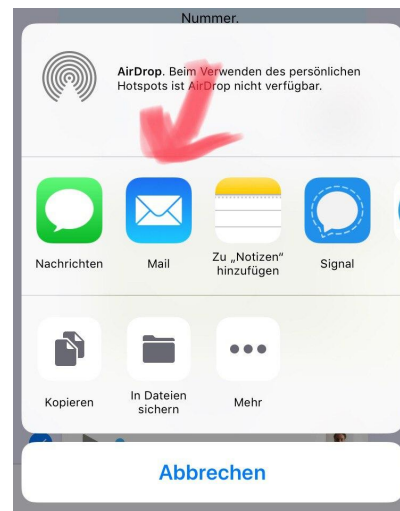 Nummer.
AirDrop. Beim Verwenden des persönlichen
Hotspots ist AirDrop nicht verfügbar.
Nachrichten
Mail
Zu „Notizen“
hinzufügen
Signal
Kopieren
In Dateien
sichern
Mehr
Abbrechen